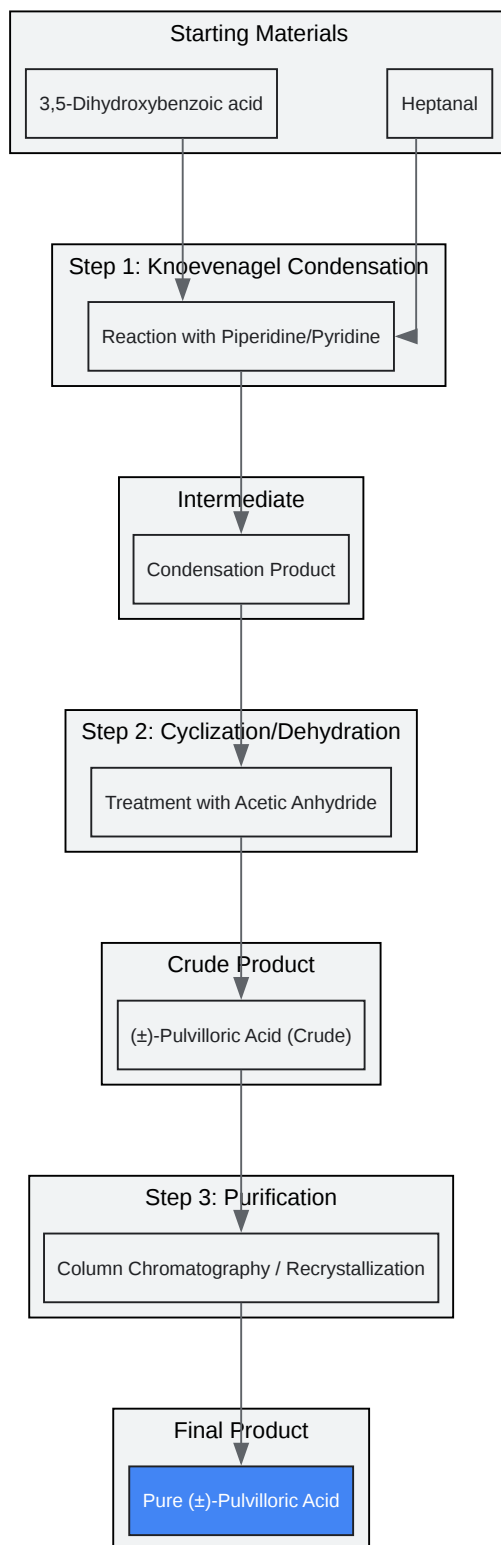 Starting Materials
3,5-Dihydroxybenzoic acid
Heptanal
Step 1: Knoevenagel Condensation
Reaction with Piperidine/Pyridine
Intermediate
Condensation Product
Step 2: Cyclization/Dehydration
Treatment with Acetic Anhydride
Crude Product
(±)-Pulvilloric Acid (Crude)
Step 3: Purification
Column Chromatography / Recrystallization
Final Product
Pure (±)-Pulvilloric Acid